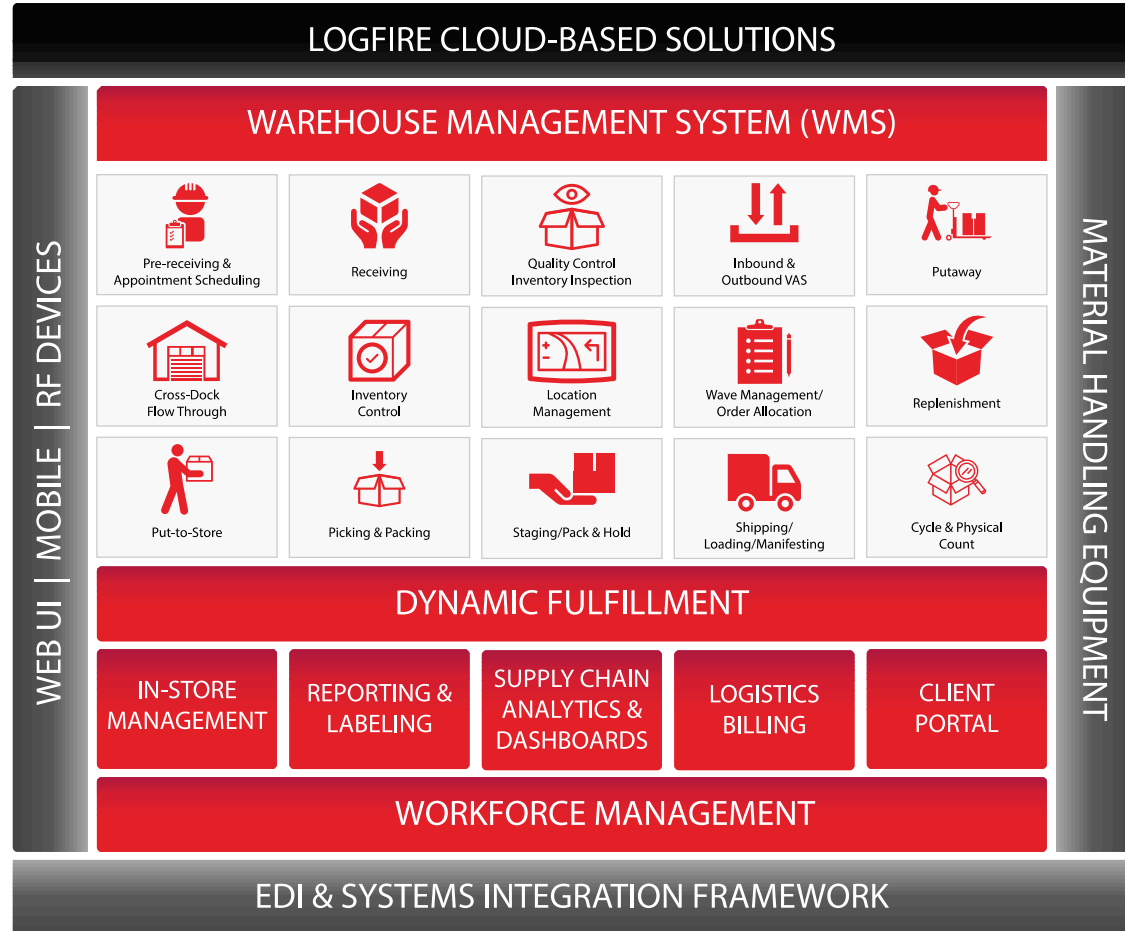 LOGFIRE CLOUD-BASED SOLUTIONS
WEB UI | MOBILE | RF DEVICES
WAREHOUSE MANAGEMENT SYSTEM (WMS)
Pre-receiving &
Appointment Scheduling
Receiving
Quality Control
Inventory Inspection
Inbound &
Outbound VAS
Putaway
Cross-Dock
Flow Through
Inventory
Control
Location
Management
Wave Management/
Order Allocation
Replenishment
Put-to-Store
Picking & Packing
Staging/Pack & Hold
Shipping/
Loading/Manifesting
Cycle & Physical
Count
DYNAMIC FULFILLMENT
IN-STORE
MANAGEMENT
REPORTING &
LABELING
SUPPLY CHAIN
ANALYTICS &
DASHBOARDS
LOGISTICS
BILLING
CLIENT
PORTAL
WORKFORCE MANAGEMENT
MATERIAL HANDLING EQUIPMENT
EDI & SYSTEMS INTEGRATION FRAMEWORK